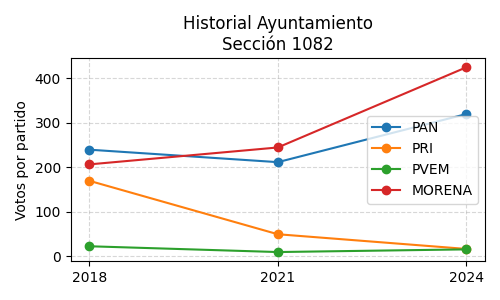 Historial Ayuntamiento
Sección 1082
Votos por partido
400
300
200
100
0
2018
2021
2024
PAN
PRI
PVEM
MORENA